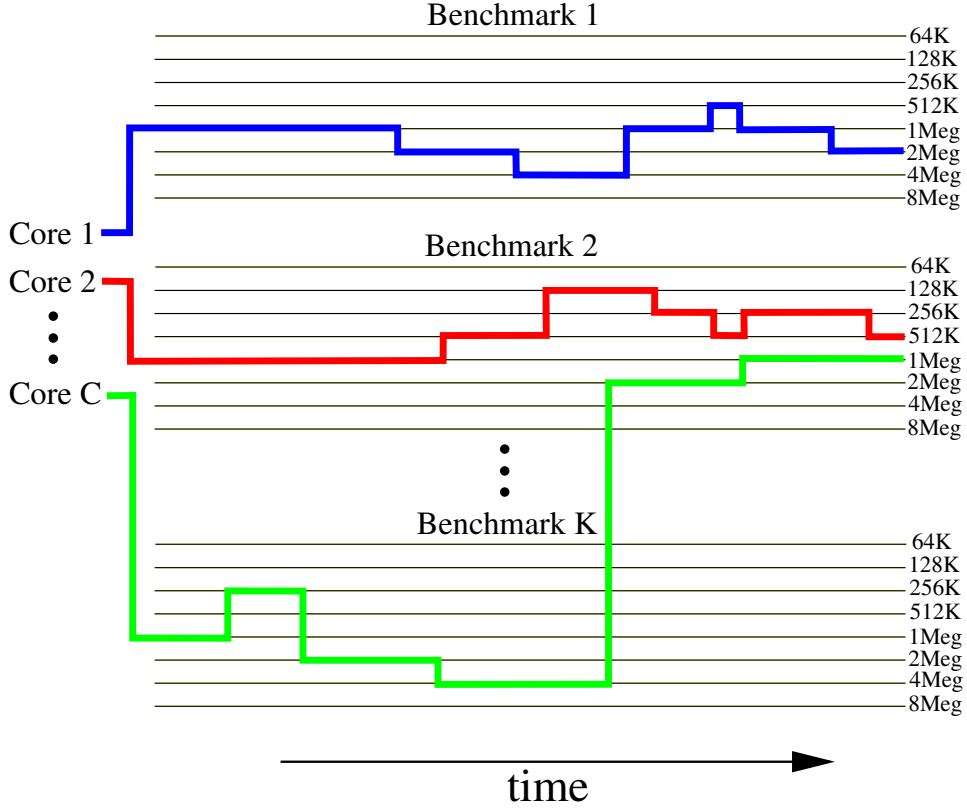 Benchmark 1
64K
128K
256K
512K
1Meg
2Meg
4Meg
8Meg
Core 1
Benchmark 2
Core 2
64K
128K
256K
512K
1Meg
2Meg
4Meg
8Meg
Core C
Benchmark K
64K
128K
256K
512K
1Meg
2Meg
4Meg
8Meg
time